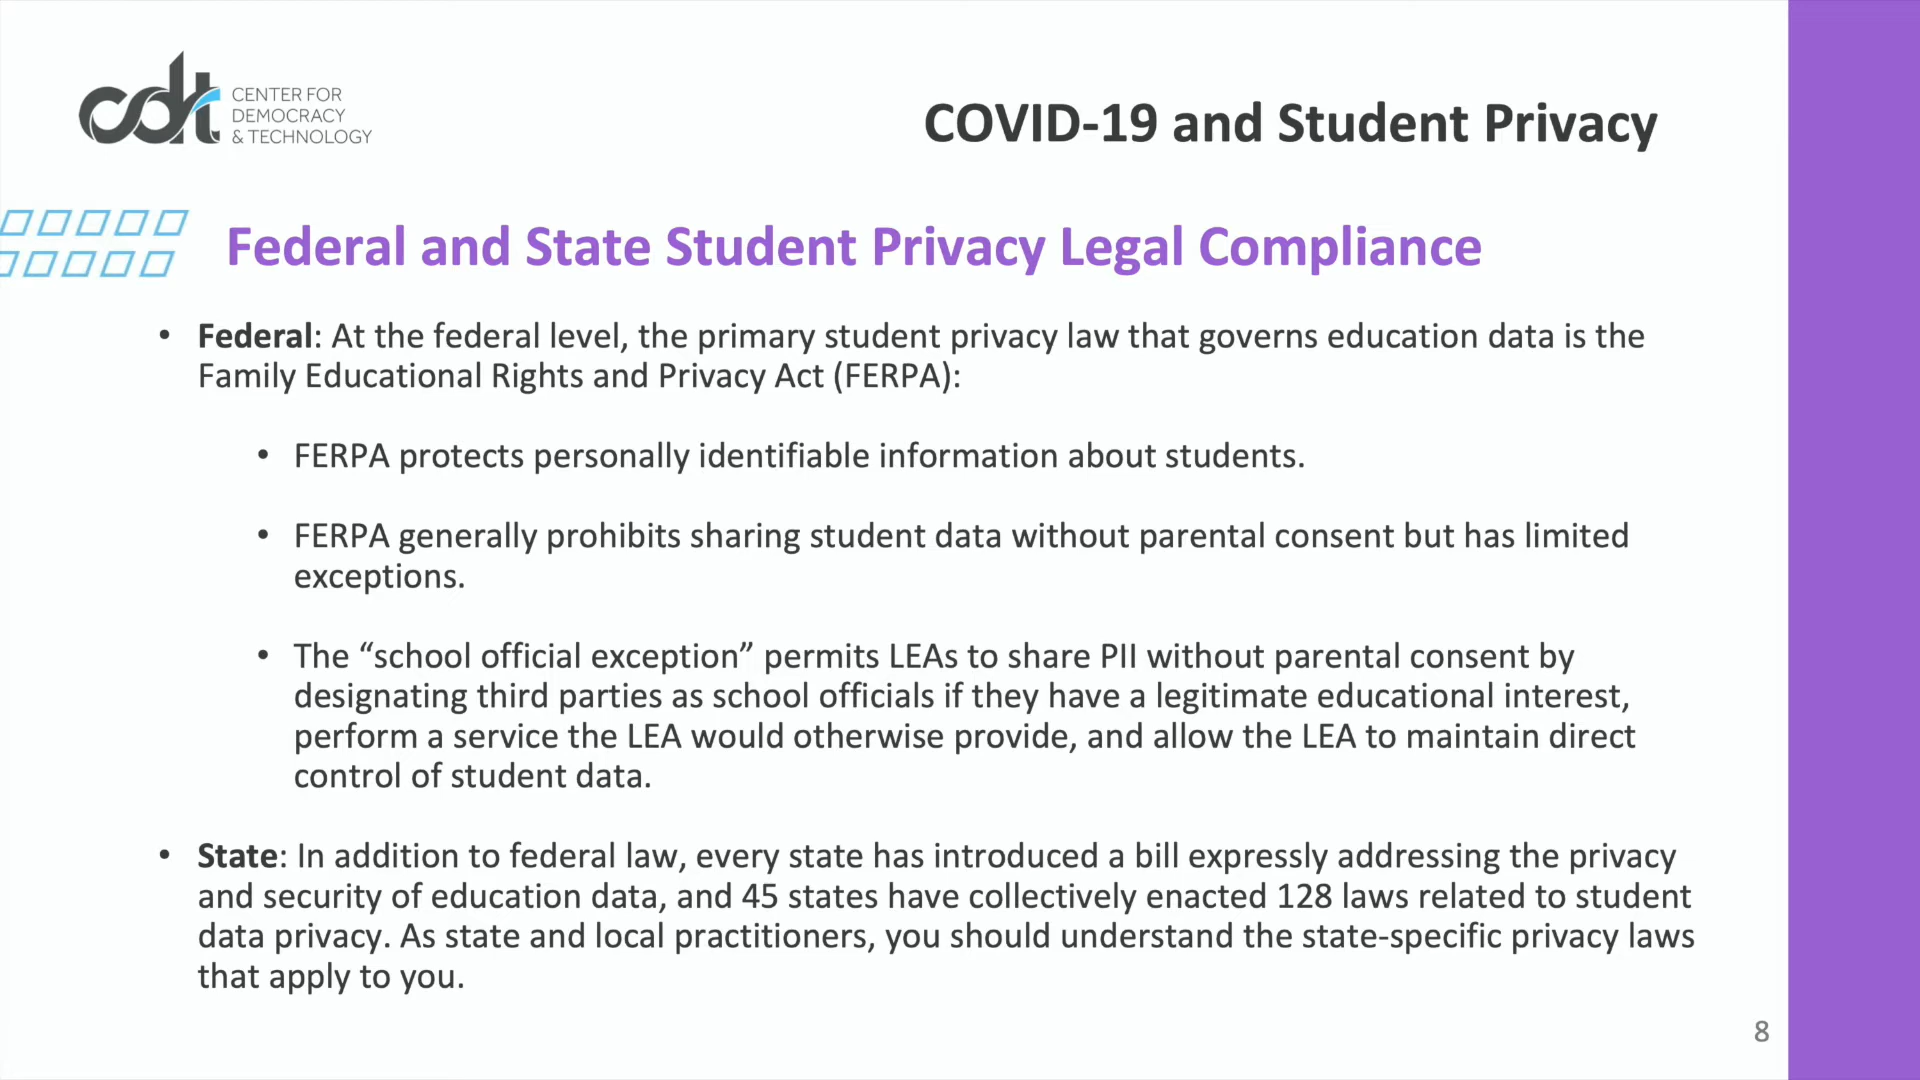 CENTER FOR
DEMOCRACY
& TECHNOLOGY
cdt
COVID-19 and Student Privacy
Federal and State Student Privacy Legal Compliance
• Federal: At the federal level, the primary student privacy law that governs education data is the
Family Educational Rights and Privacy Act (FERPA):
• FERPA protects personally identifiable information about students.
• FERPA generally prohibits sharing student data without parental consent but has limited
exceptions.
• The “school official exception” permits LEAs to share PII without parental consent by
designating third parties as school officials if they have a legitimate educational interest,
perform a service the LEA would otherwise provide, and allow the LEA to maintain direct
control of student data.
• State: In addition to federal law, every state has introduced a bill expressly addressing the privacy
and security of education data, and 45 states have collectively enacted 128 laws related to student
data privacy. As state and local practitioners, you should understand the state-specific privacy laws
that apply to you.
8